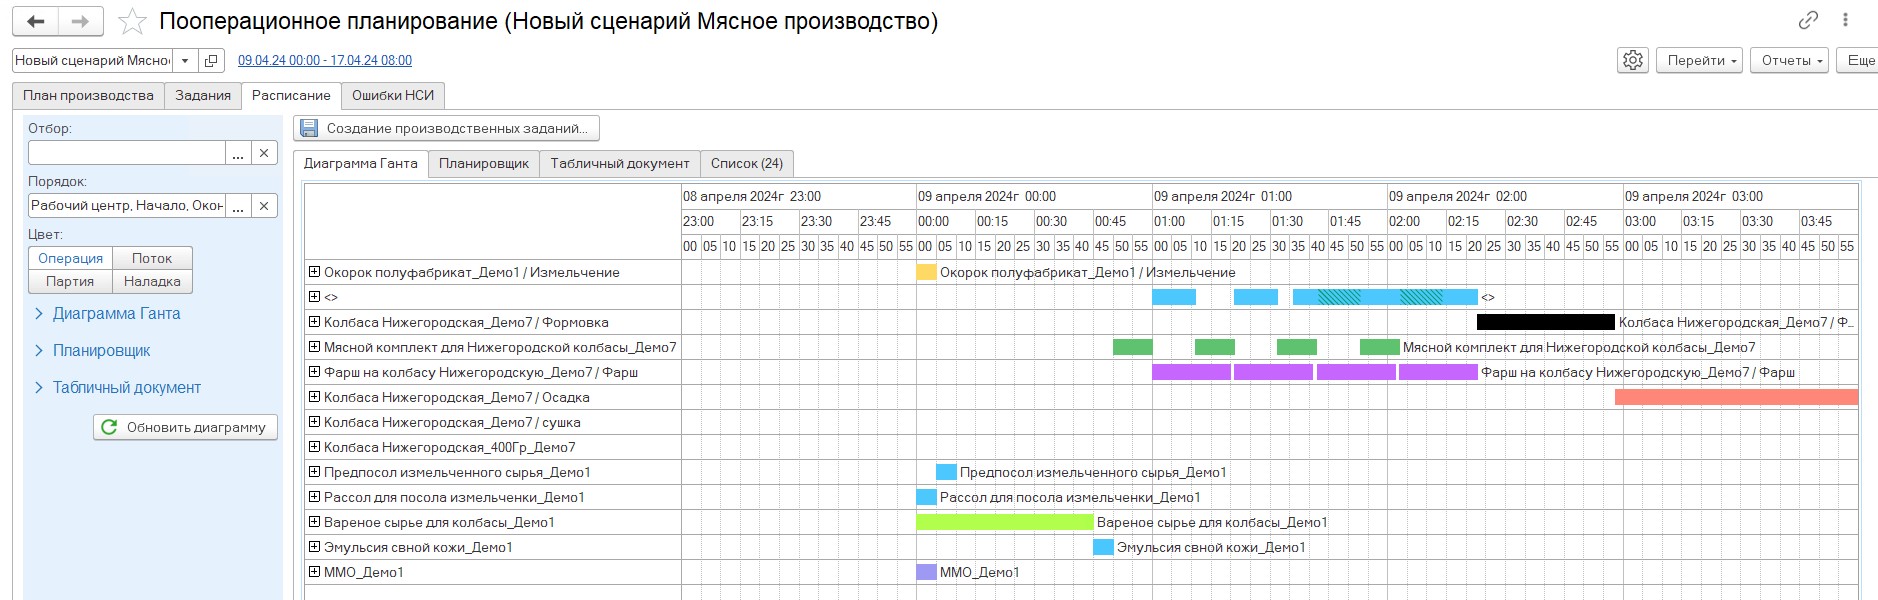 Пооперационное планирование (Новый сценарий Мясное производство)
Новый сценарий Мясно
09.04.24 00:00 - 17.04.24 08:00
Перейти
Отчеты
Еще
План производства
Задания
Расписание
Ошибки НСИ
Отбор:
...
Порядок:
Рабочий центр, Начало, Окон
...
Цвет:
Операция
Поток
Партия
Наладка
Диаграмма Ганта
Планировщик
Табличный документ
Обновить диаграмму
Создание производственных заданий...
Диаграмма Ганта
Планировщик
Табличный документ
Список (24)
08 апреля 2024г 23:00 09 апреля 2024г 00:00 09 апреля 2024г 01:00 09 апреля 2024г 02:00 09 апреля 2024г 03:00
23:00 23:15 23:30 23:45 00:00 00:15 00:30 00:45 01:00 01:15 01:30 01:45 02:00 02:15 02:30 02:45 03:00 03:15 03:30 03:45
00 05 10 15 20 25 30 35 40 45 50 55 00 05 10 15 20 25 30 35 40 45 50 55 00 05 10 15 20 25 30 35 40 45 50 55 00 05 10 15 20 25 30 35 40 45 50 55 00 05 10 15 20 25 30 35 40 45 50 55
Окорок полуфабрикат_Демо1 / Измельчение Окорок полуфабрикат_Демо1 / Измельчение
<> <>
Колбаса Нижегородская_Демо7 / Формовка Колбаса Нижегородская_Демо7 / Ф...
Мясной комплект для Нижегородской колбасы_Демо7 Мясной комплект для Нижегородской колбасы_Демо7
Фарш на колбасу Нижегородскую_Демо7 / Фарш Фарш на колбасу Нижегородскую_Демо7 / Фарш
Колбаса Нижегородская_Демо7 / Осадка
Колбаса Нижегородская_Демо7 / сушка
Колбаса Нижегородская_400Гр_Демо7
Предпосол измельченного сырья_Демо1 Предпосол измельченного сырья_Демо1
Рассол для посола измельченки_Демо1 Рассол для посола измельченки_Демо1
Вареное сырье для колбасы_Демо1 Вареное сырье для колбасы_Демо1
Эмульсия свной кожи_Демо1 Эмульсия свной кожи_Демо1
ММО_Демо1 ММО_Демо1